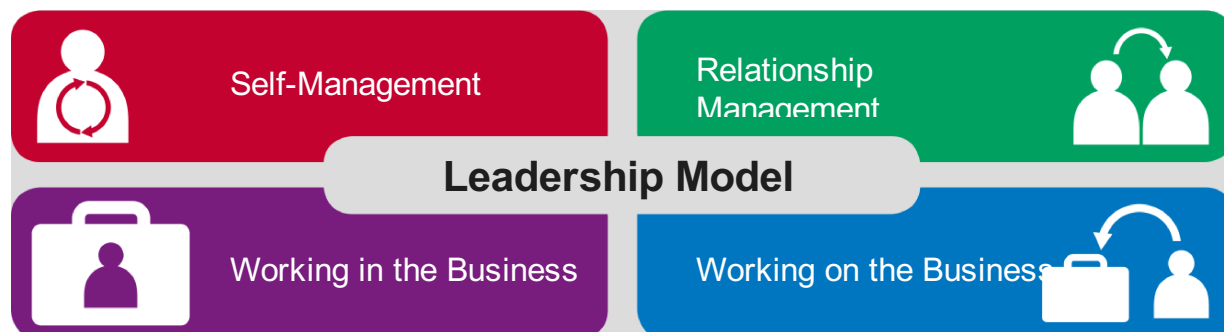 Self-Management
Relationship
Management
Leadership Model
Working in the Business
Working on the Business